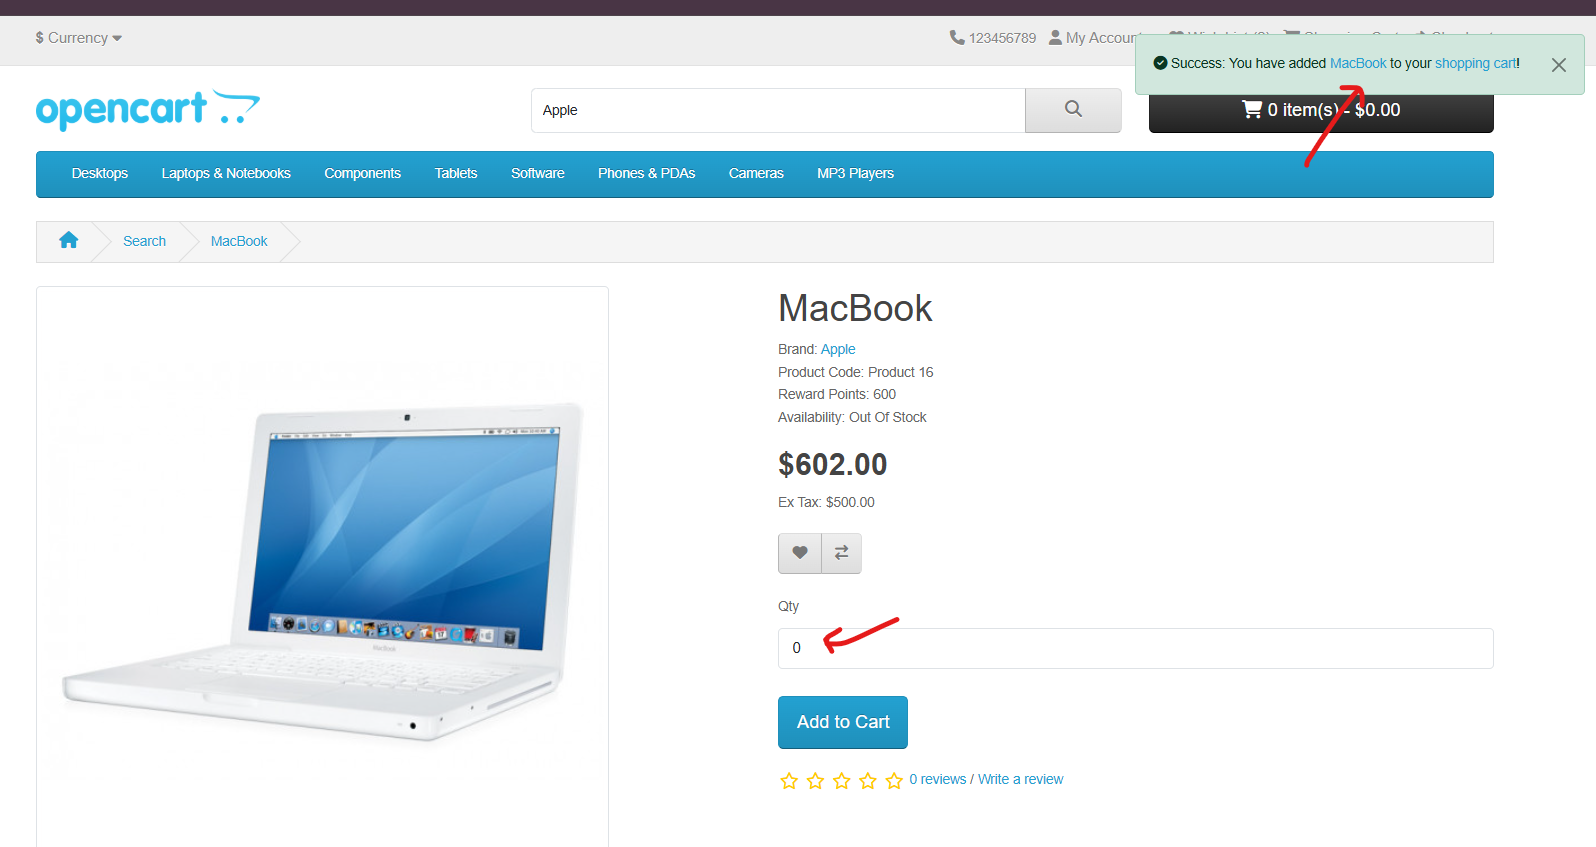 $ Currency
123456789 My Account
Success: You have added MacBook to your shopping cart!
opencart
Apple
0 item(s) - $0.00
Desktops Laptops & Notebooks Components Tablets Software Phones & PDAs Cameras MP3 Players
Search MacBook
MacBook
Brand: Apple
Product Code: Product 16
Reward Points: 600
Availability: Out Of Stock
$602.00
Ex Tax: $500.00
Qty
0
Add to Cart
0 reviews / Write a review
MacBook